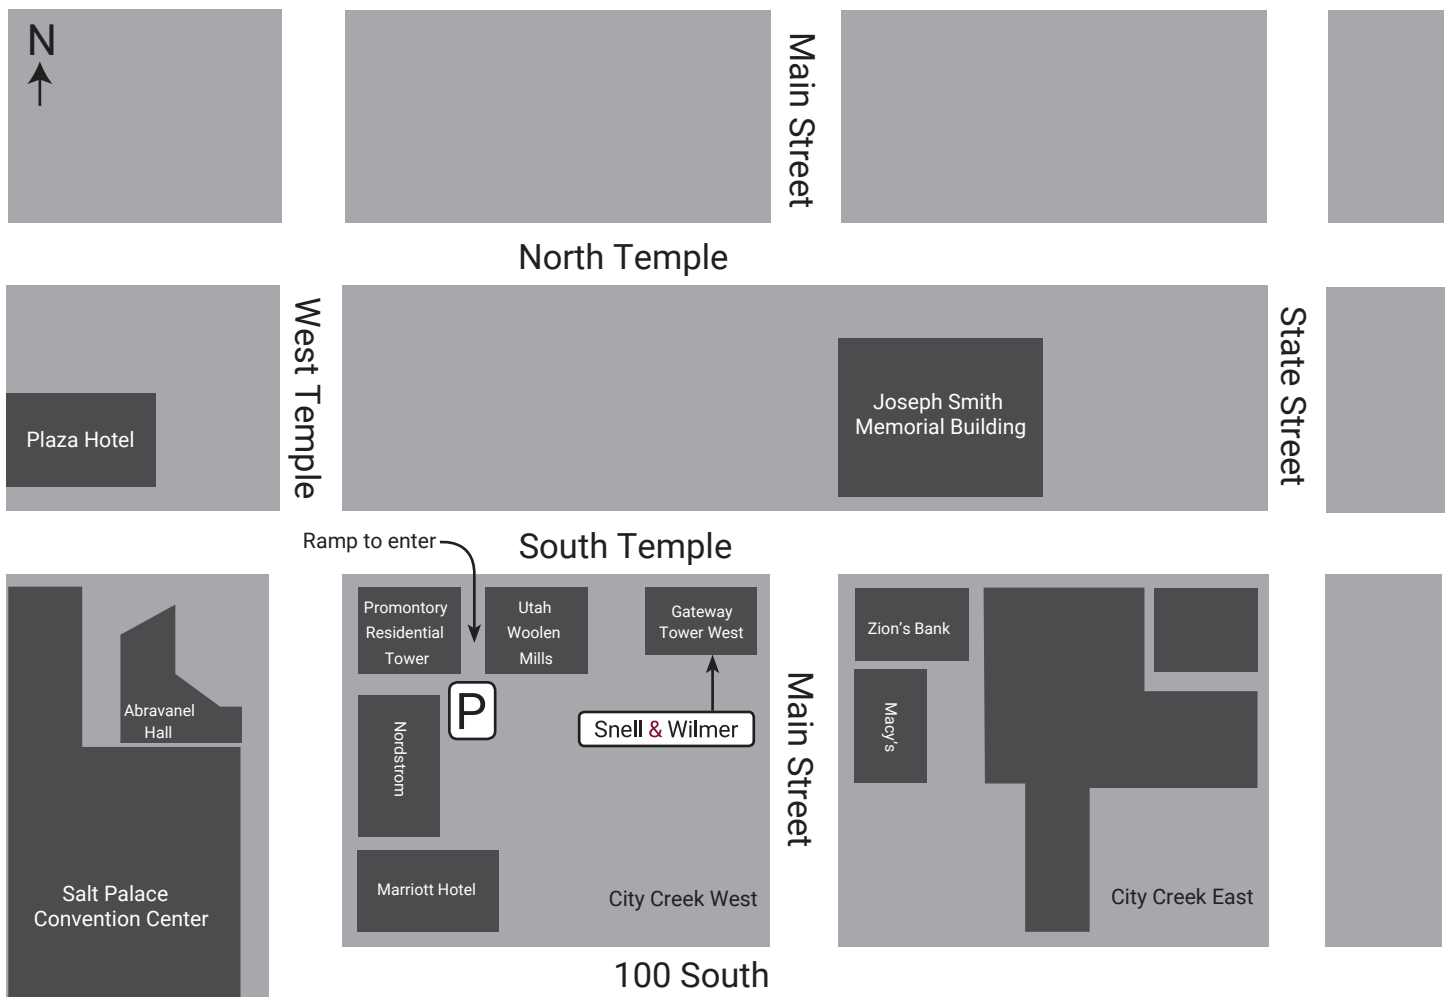 N
Main Street
North Temple
West Temple
State Street
Plaza Hotel
Joseph Smith
Memorial Building
Ramp to enter
South Temple
Promontory
Residential
Tower
Utah
Woolen
Mills
Gateway
Tower West
Zion's Bank
Abravanel
Hall
P
Snell & Wilmer
Nordstrom
Main Street
Macy's
Marriott Hotel
City Creek West
City Creek East
Salt Palace
Convention Center
100 South